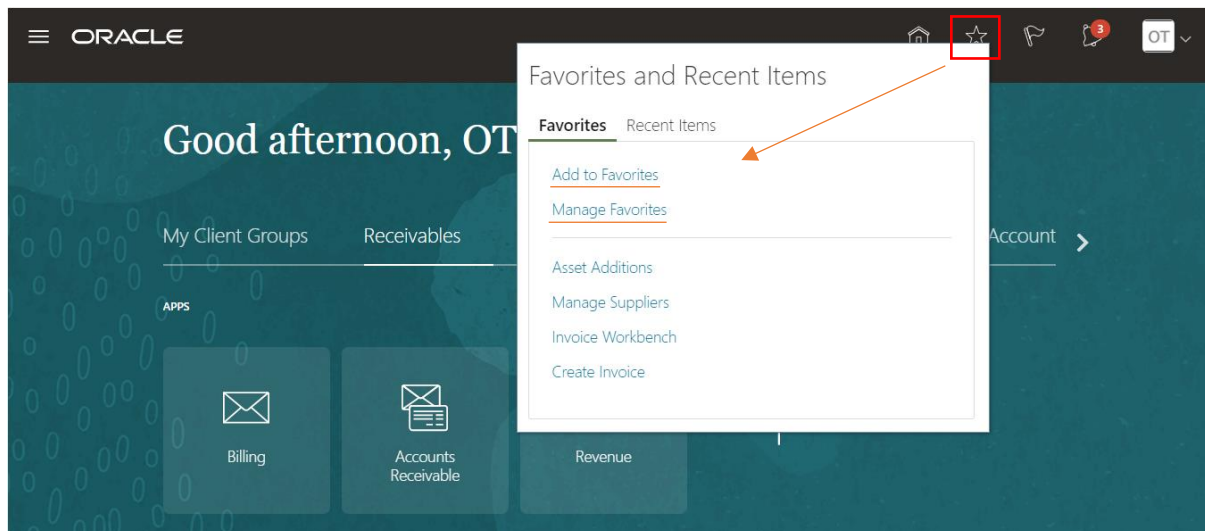 ORACLE
3
OT
Favorites and Recent Items
Favorites Recent Items
Good afternoon, OT
Add to Favorites
Manage Favorites
My Client Groups Receivables
Account
Asset Additions
APPS
Manage Suppliers
Invoice Workbench
Create Invoice
Billing
Accounts
Receivable
Revenue